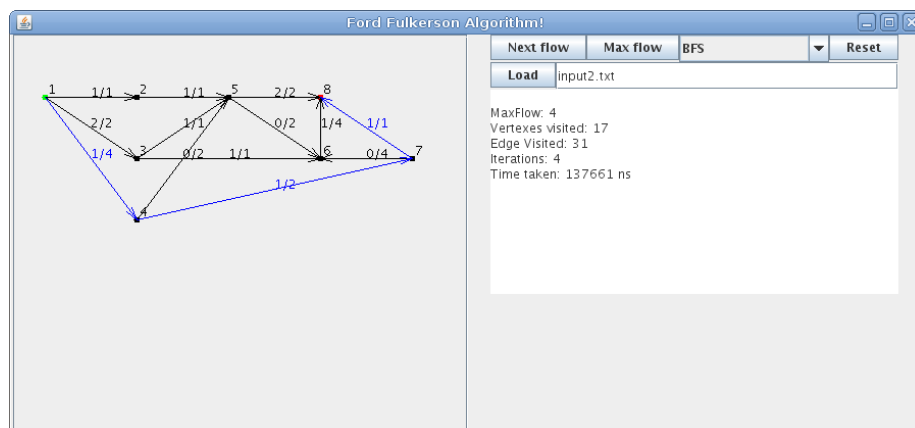 Ford Fulkerson Algorithm!
Next flow Max flow BFS Reset
Load input2.txt
MaxFlow: 4
Vertexes visited: 17
Edge Visited: 31
Iterations: 4
Time taken: 137661 ns
1 1/1 2 1/1 5 2/2 8
2/2 1/1 0/2 1/4 1/1
1/4 3 0/2 1/1 6 0/4 7
1/2
4